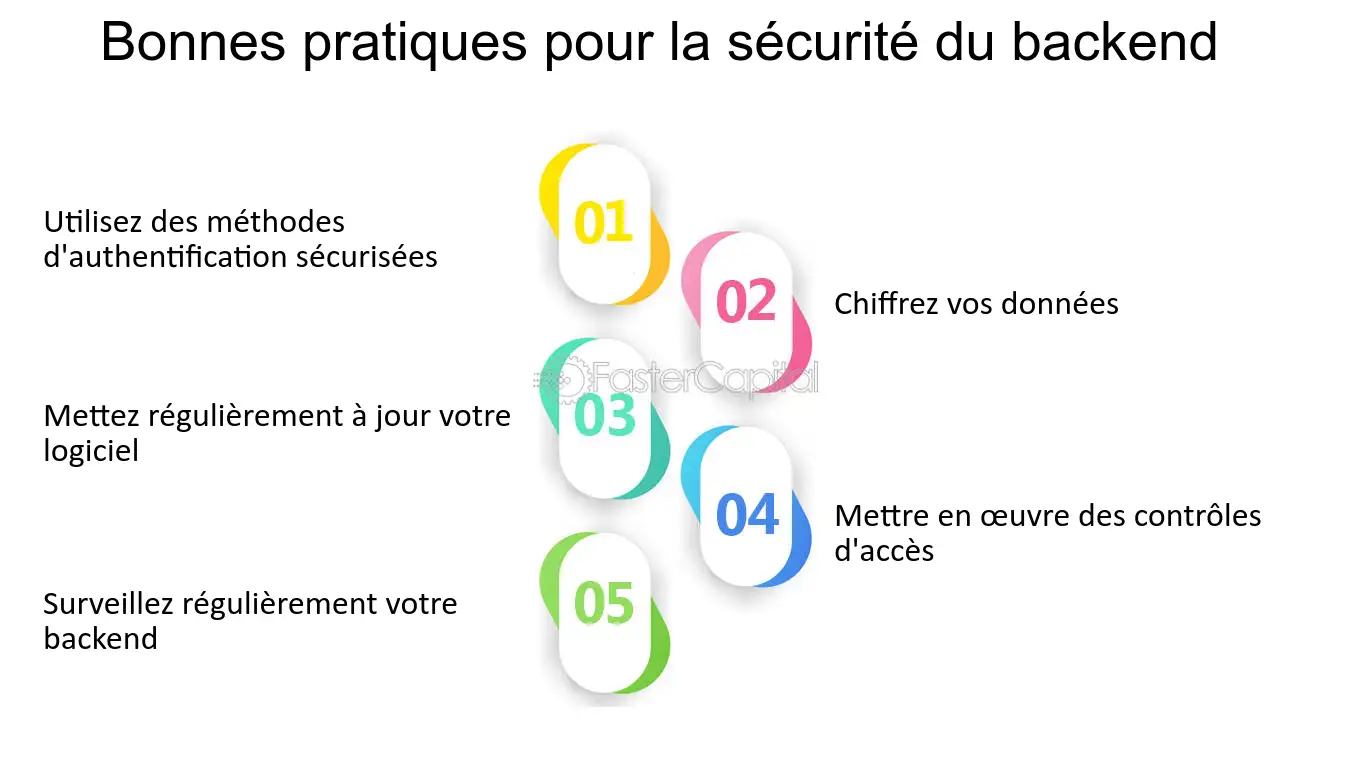 Bonnes pratiques pour la sécurité du backend
01
Utilisez des méthodes
d'authentification sécurisées
02
Chiffrez vos données
FasterCapital
03
Mettez régulièrement à jour votre
logiciel
04
Mettre en œuvre des contrôles
d'accès
05
Surveillez régulièrement votre
backend